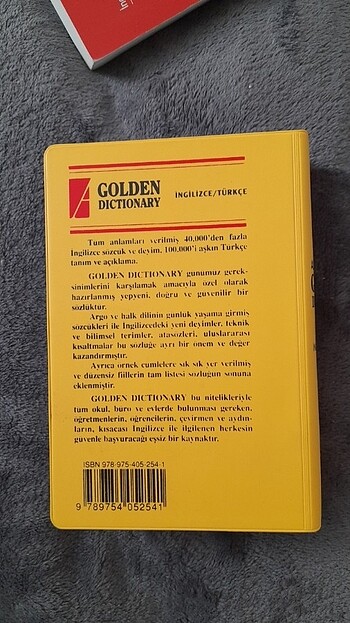 GOLDEN
DICTIONARY
İNGİLİZCE/TÜRKÇE
Tüm anlamları verilmiş 40,000'den fazla
İngilizce sözcük ve deyim, 100,000'i aşkın Türkçe
tanım ve açıklama.
GOLDEN DICTIONARY günümüz gerek-
sinimlerini karşılamak amacıyla özel olarak
hazırlanmış yepyeni, doğru ve güvenilir bir
sözlüktür.
Argo ve halk dilinin günlük yaşama girmiş
sözcükleri ile İngilizcedeki yeni deyimler, teknik
ve bilimsel terimler, atasözleri, uluslararası
kısaltmalar bu sözlüğe ayrı bir önem ve değer
kazandırmıştır.
Ayrıca örnek cümlelere sık sık yer verilmiş
ve düzensiz fiillerin tam listesi sözlüğün sonuna
eklenmiştir.
GOLDEN DICTIONARY bu nitelikleriyle
tüm okul, büro ve evlerde bulunması gereken,
öğretmenlerin, öğrencilerin, çevirmen ve aydın-
ların, kısacası İngilizce ile ilgilenen herkesin
güvenle başvuracağı eşsiz bir kaynaktır.
ISBN 978-975-405-254-1
9 789754 052541